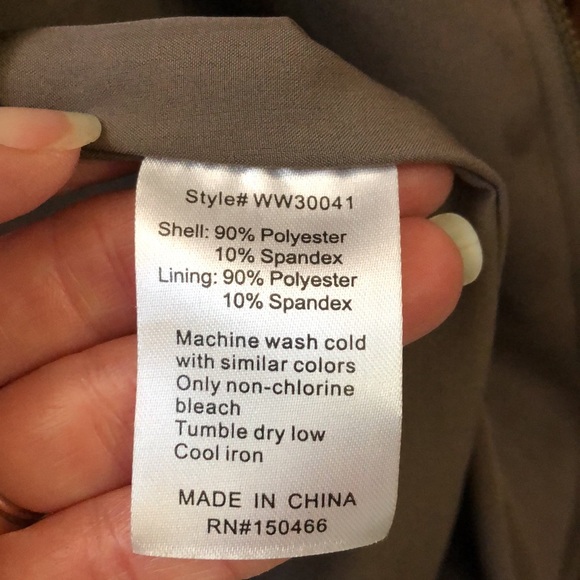 Style# WW30041
Shell: 90% Polyester
10% Spandex
Lining: 90% Polyester
10% Spandex
Machine wash cold
with similar colors
Only non-chlorine
bleach
Tumble dry low
Cool iron
MADE IN CHINA
RN#150466